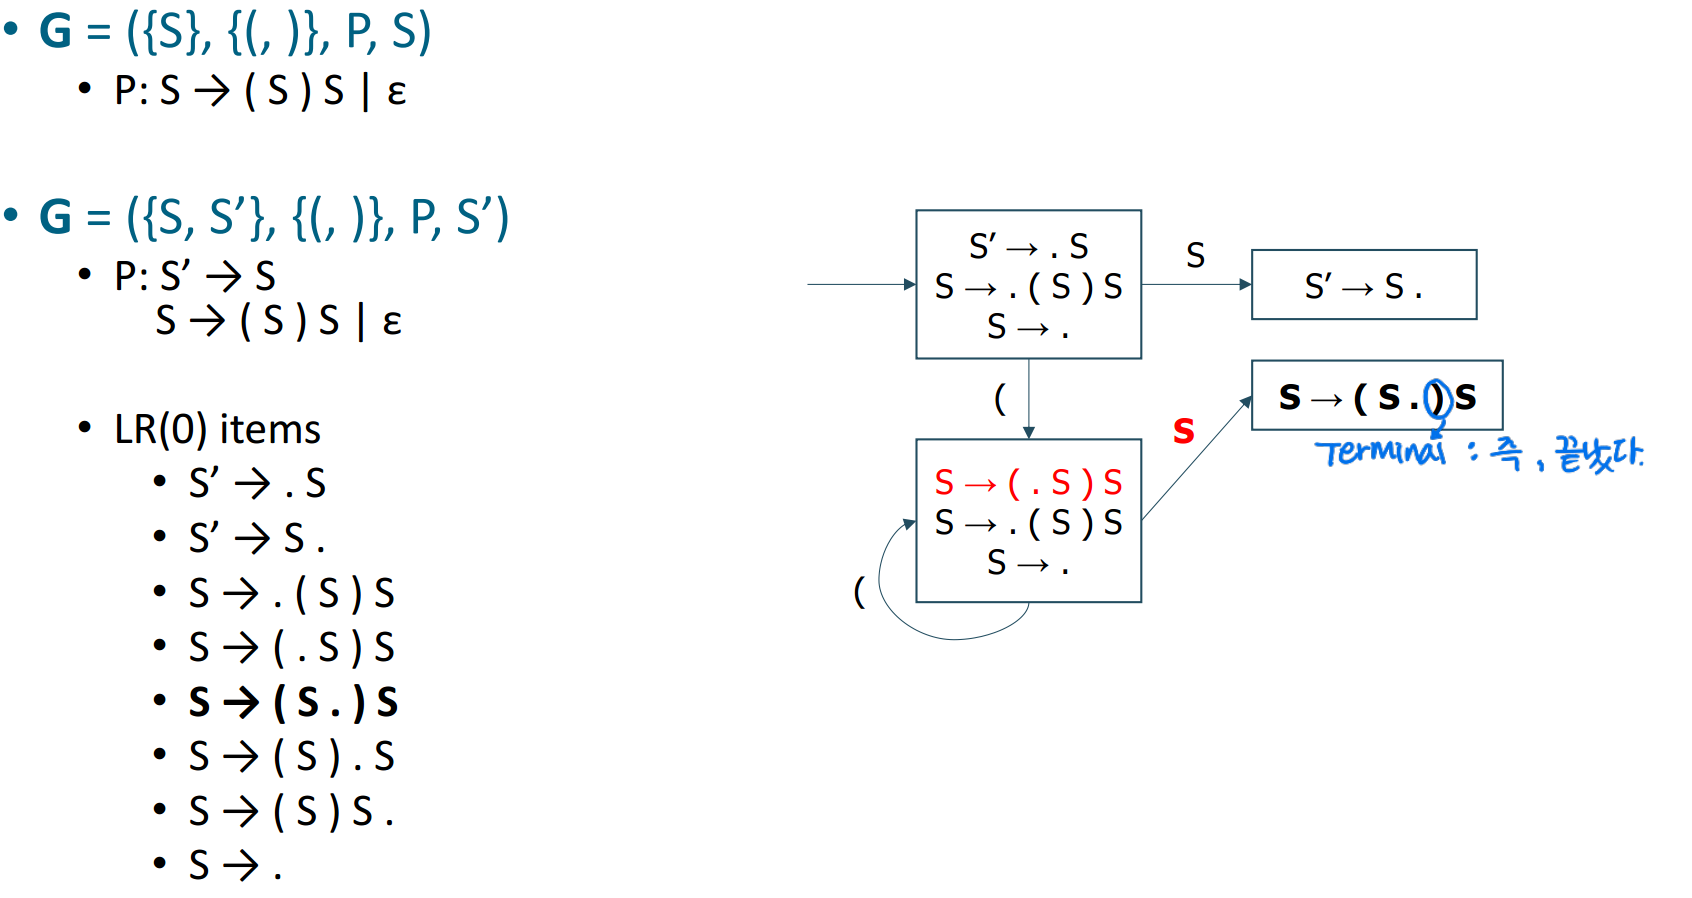 • G = ({S}, {(, )}, P, S)
• P: S → ( S ) S | ε
• G = ({S, S’}, {(, )}, P, S’)
• P: S’ → S
S → ( S ) S | ε
• LR(0) items
• S’ → . S
• S’ → S .
• S → . ( S ) S
• S → ( . S ) S
• S → ( S . ) S
• S → ( S ) . S
• S → ( S ) S .
• S → .
S’ → . S
S → . ( S ) S
S → .
S
S’ → S .
(
S → ( S . ) S
Terminal : 즉, 끝났다.
S
S → ( . S ) S
S → . ( S ) S
S → .
(